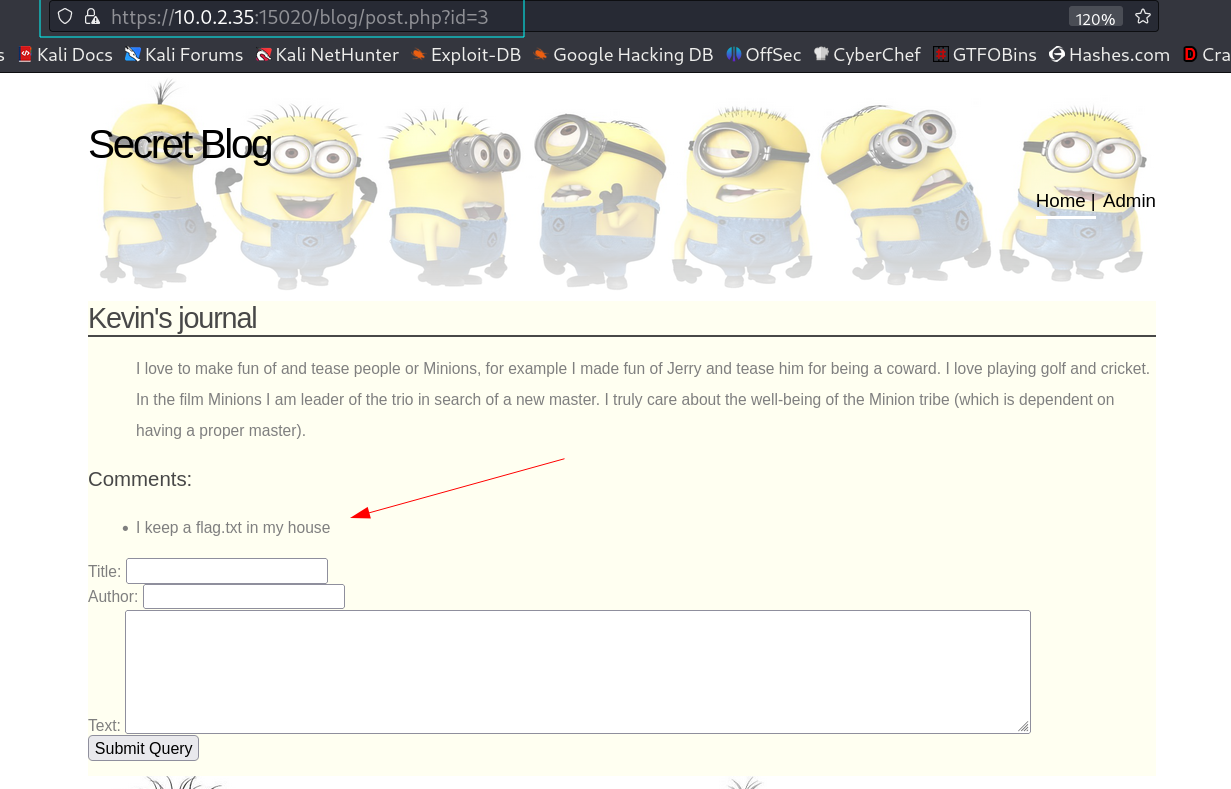 https://10.0.2.35:15020/blog/post.php?id=3
120%
s Kali Docs Kali Forums Kali NetHunter Exploit-DB Google Hacking DB OffSec CyberChef GTFOBins Hashes.com Cra
Secret Blog
Home | Admin
Kevin's journal
I love to make fun of and tease people or Minions, for example I made fun of Jerry and tease him for being a coward. I love playing golf and cricket.
In the film Minions I am leader of the trio in search of a new master. I truly care about the well-being of the Minion tribe (which is dependent on
having a proper master).
Comments:
• I keep a flag.txt in my house
Title:
Author:
Text:
Submit Query